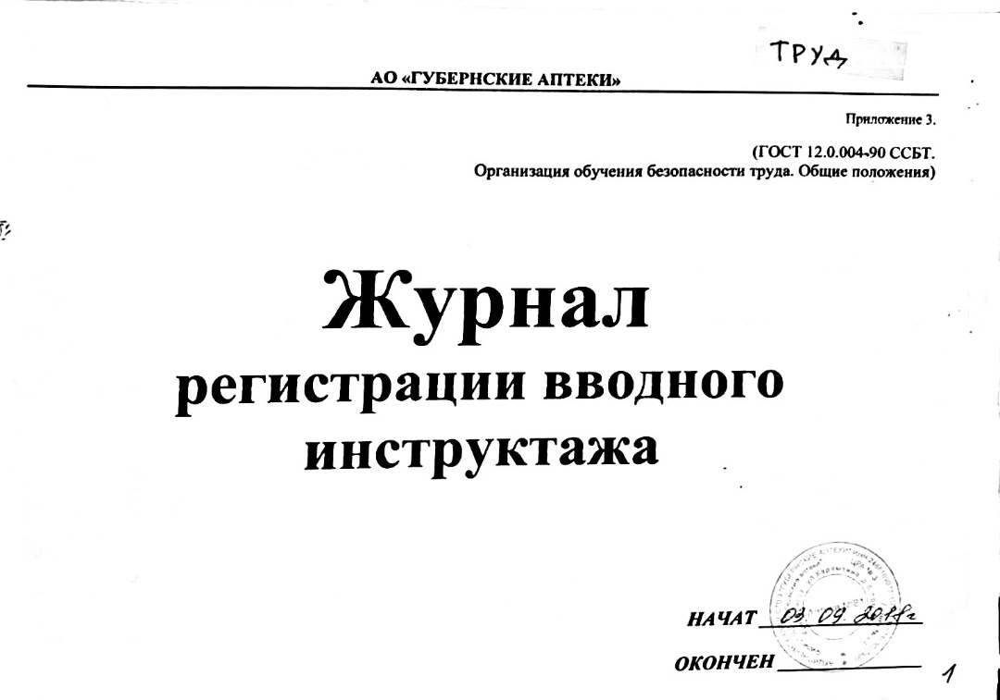 ТРУД
АО «ГУБЕРНСКИЕ АПТЕКИ»
Приложение 3.
(ГОСТ 12.0.004-90 ССБТ.
Организация обучения безопасности труда. Общие положения)
Журнал
регистрации вводного
инструктажа
НАЧАТ 03. 09.
ОКОНЧЕН
1